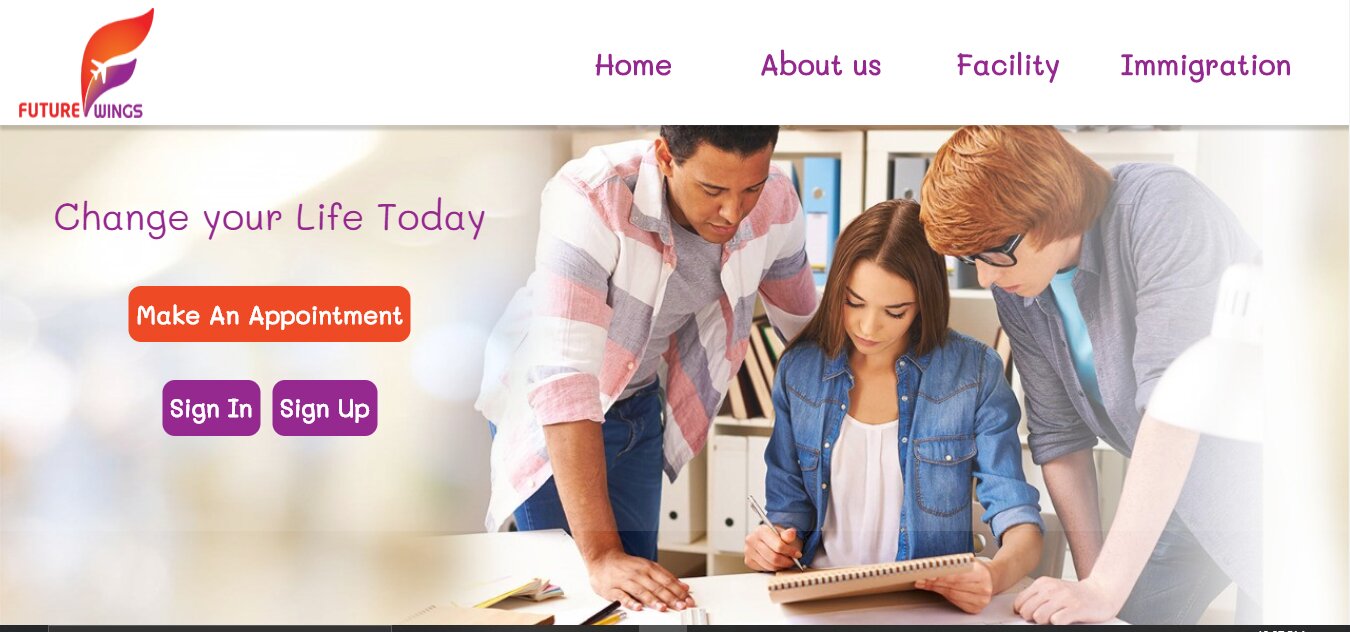 FUTURE WINGS
Home About us Facility Immigration
Change your Life Today
Make An Appointment
Sign In Sign Up